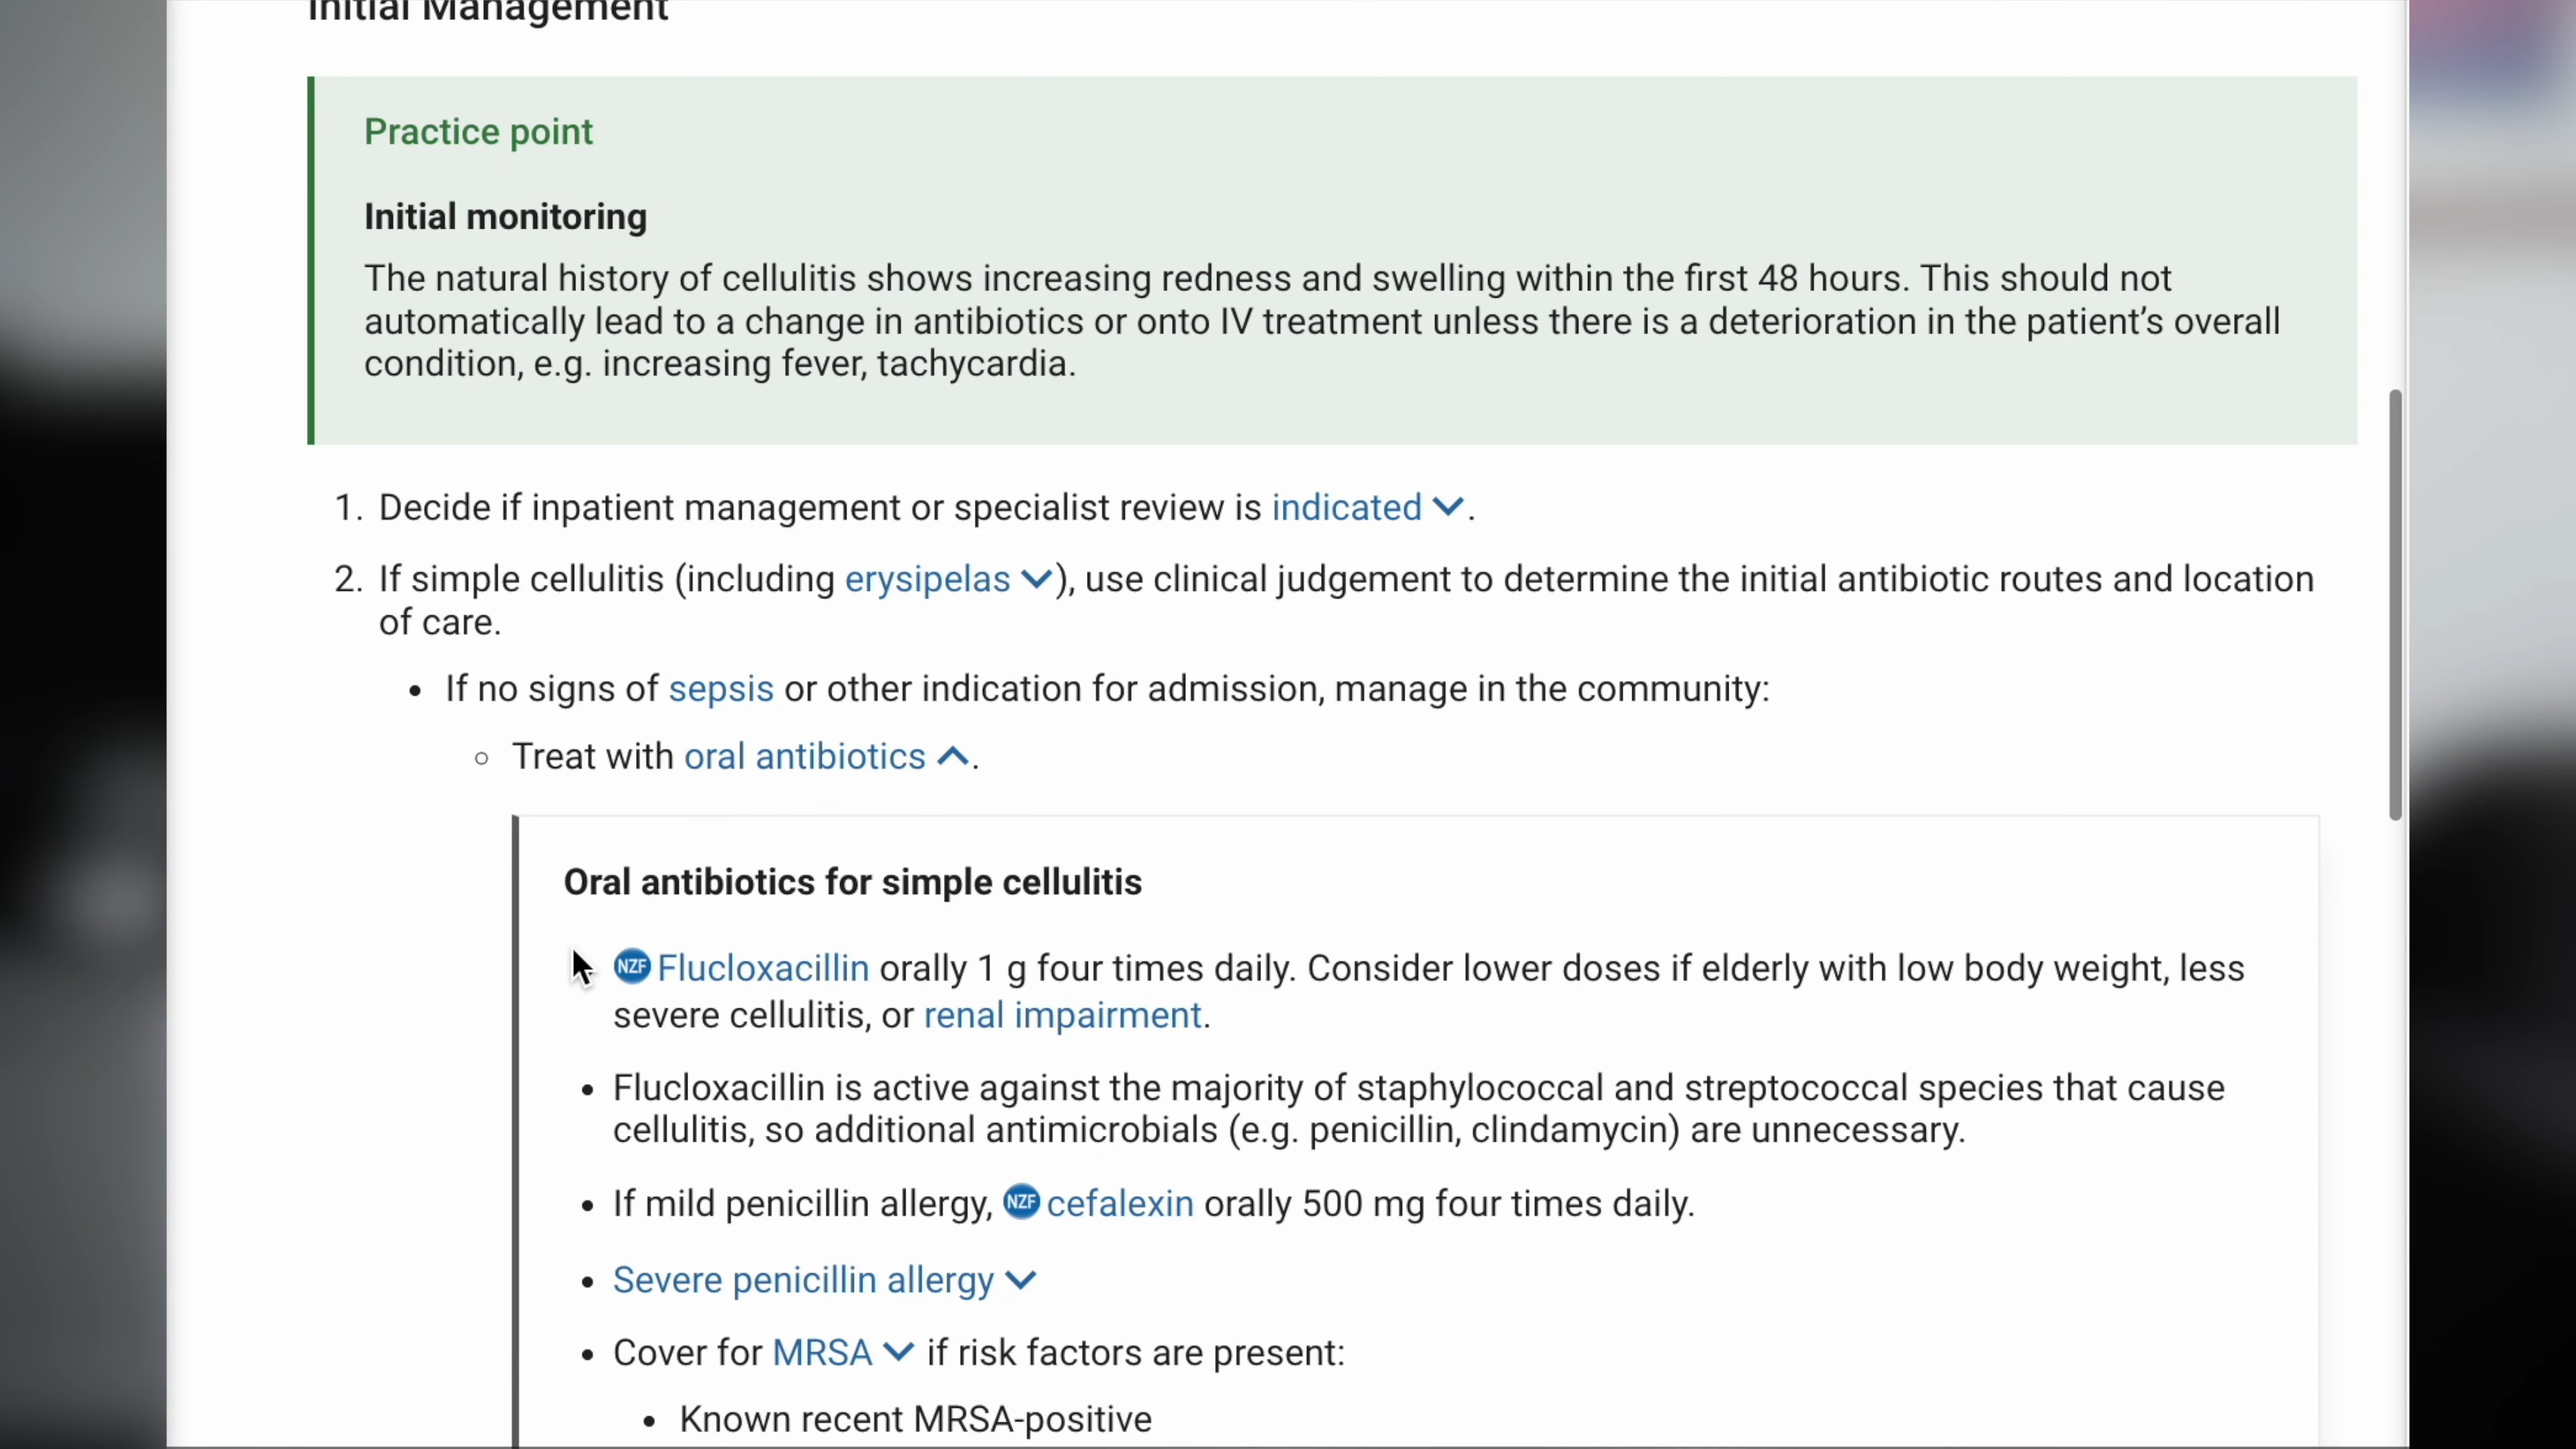 Initial Management
Practice point
Initial monitoring
The natural history of cellulitis shows increasing redness and swelling within the first 48 hours. This should not
automatically lead to a change in antibiotics or onto IV treatment unless there is a deterioration in the patient’s overall
condition, e.g. increasing fever, tachycardia.
1. Decide if inpatient management or specialist review is indicated.
2. If simple cellulitis (including erysipelas), use clinical judgement to determine the initial antibiotic routes and location
of care.
• If no signs of sepsis or other indication for admission, manage in the community:
○ Treat with oral antibiotics.
Oral antibiotics for simple cellulitis
NZF Flucloxacillin orally 1 g four times daily. Consider lower doses if elderly with low body weight, less
severe cellulitis, or renal impairment.
• Flucloxacillin is active against the majority of staphylococcal and streptococcal species that cause
cellulitis, so additional antimicrobials (e.g. penicillin, clindamycin) are unnecessary.
• If mild penicillin allergy, NZF cefalexin orally 500 mg four times daily.
• Severe penicillin allergy
• Cover for MRSA if risk factors are present:
• Known recent MRSA-positive